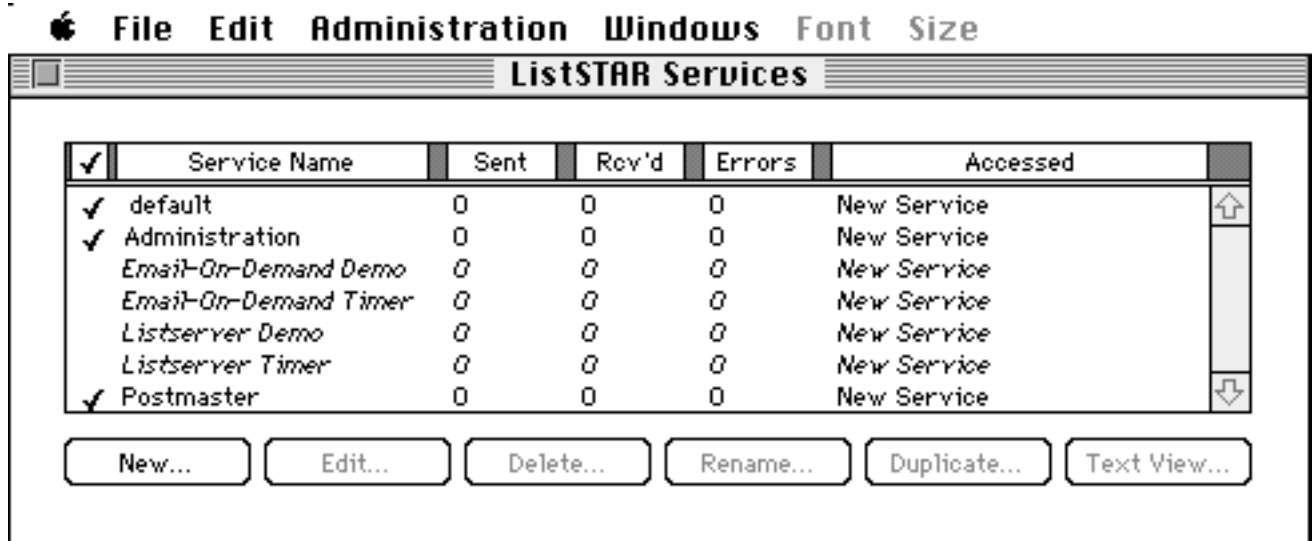 File Edit Administration Windows Font Size
ListSTAR Services
✓ Service Name Sent Rcv'd Errors Accessed
✓ default 0 0 0 New Service
✓ Administration 0 0 0 New Service
Email-On-Demand Demo 0 0 0 New Service
Email-On-Demand Timer 0 0 0 New Service
Listserver Demo 0 0 0 New Service
Listserver Timer 0 0 0 New Service
✓ Postmaster 0 0 0 New Service
New... Edit... Delete... Rename... Duplicate... Text View...